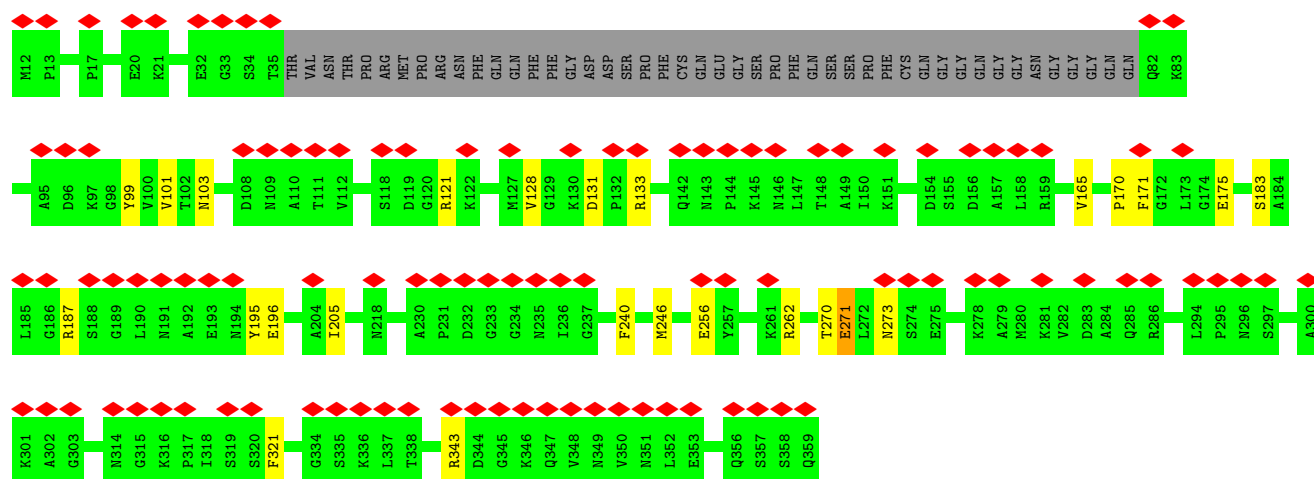 M12 P13 P17 E20 K21 E32 G33 S34 T35 THR VAL ASN THR PRO ARG MET PRO ARG ASN PHE GLN GLN PHE PHE GLY ASP ASP SER PRO PHE CYS GLN GLU GLY SER PRO PHE GLN SER SER PRO PHE CYS GLN GLY GLY GLN GLY GLY ASN GLY GLY GLY GLN GLN Q82 K83
A95 D96 K97 G98 Y99 V100 V101 T102 N103 D108 N109 A110 T111 V112 S118 D119 G120 R121 K122 M127 V128 G129 K130 D131 P132 R133 Q142 N143 P144 K145 N146 L147 T148 A149 I150 K151 D154 S155 D156 A157 L158 R159 V165 P170 F171 G172 L173 G174 E175 S183 A184
L185 G186 R187 S188 G189 L190 N191 A192 E193 N194 Y195 E196 A204 I205 N218 A230 P231 D232 G233 G234 N235 I236 G237 F240 M246 E256 Y257 K261 R262 T270 E271 L272 N273 S274 E275 K278 A279 M280 K281 V282 D283 A284 Q285 R286 L294 P295 N296 S297 A300
K301 A302 G303 N314 G315 K316 P317 I318 S319 S320 F321 G334 S335 K336 L337 T338 R343 D344 G345 K346 Q347 V348 N349 V350 N351 L352 E353 Q356 S357 S358 Q359